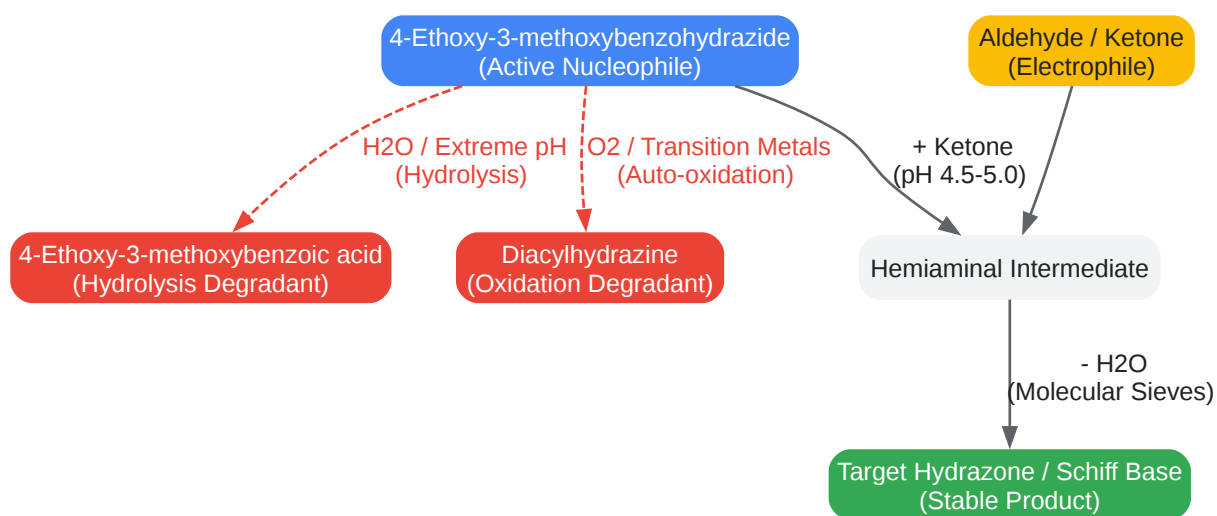 4-Ethoxy-3-methoxybenzohydrazide
(Active Nucleophile)
Aldehyde / Ketone
(Electrophile)
H2O / Extreme pH
(Hydrolysis)
O2 / Transition Metals
(Auto-oxidation)
+ Ketone
(pH 4.5-5.0)
4-Ethoxy-3-methoxybenzoic acid
(Hydrolysis Degradant)
Diacylhydrazine
(Oxidation Degradant)
Hemiaminal Intermediate
- H2O
(Molecular Sieves)
Target Hydrazone / Schiff Base
(Stable Product)